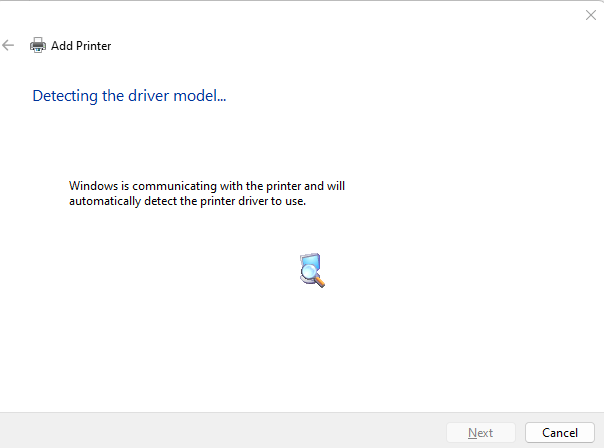 Add Printer
Detecting the driver model...
Windows is communicating with the printer and will
automatically detect the printer driver to use.
Next
Cancel